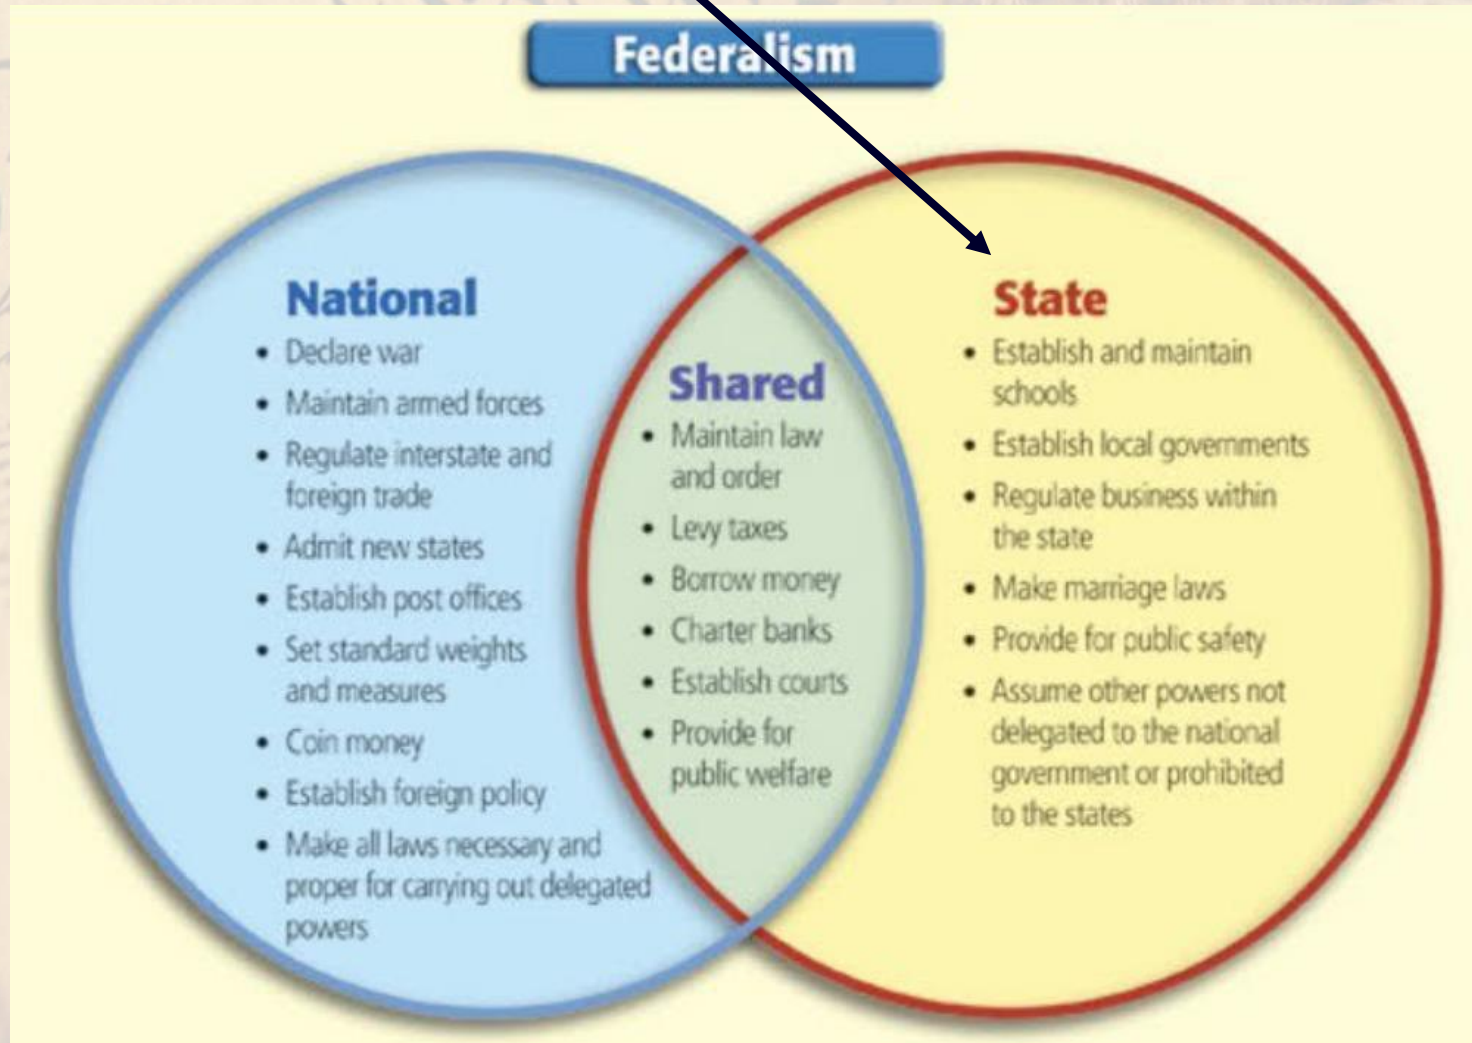 Federalism
National
• Declare war
• Maintain armed forces
• Regulate interstate and
foreign trade
• Admit new states
• Establish post offices
• Set standard weights
and measures
• Coin money
• Establish foreign policy
• Make all laws necessary and
proper for carrying out delegated
powers
Shared
• Maintain law
and order
• Levy taxes
• Borrow money
• Charter banks
• Establish courts
• Provide for
public welfare
State
• Establish and maintain
schools
• Establish local governments
• Regulate business within
the state
• Make marriage laws
• Provide for public safety
• Assume other powers not
delegated to the national
government or prohibited
to the states